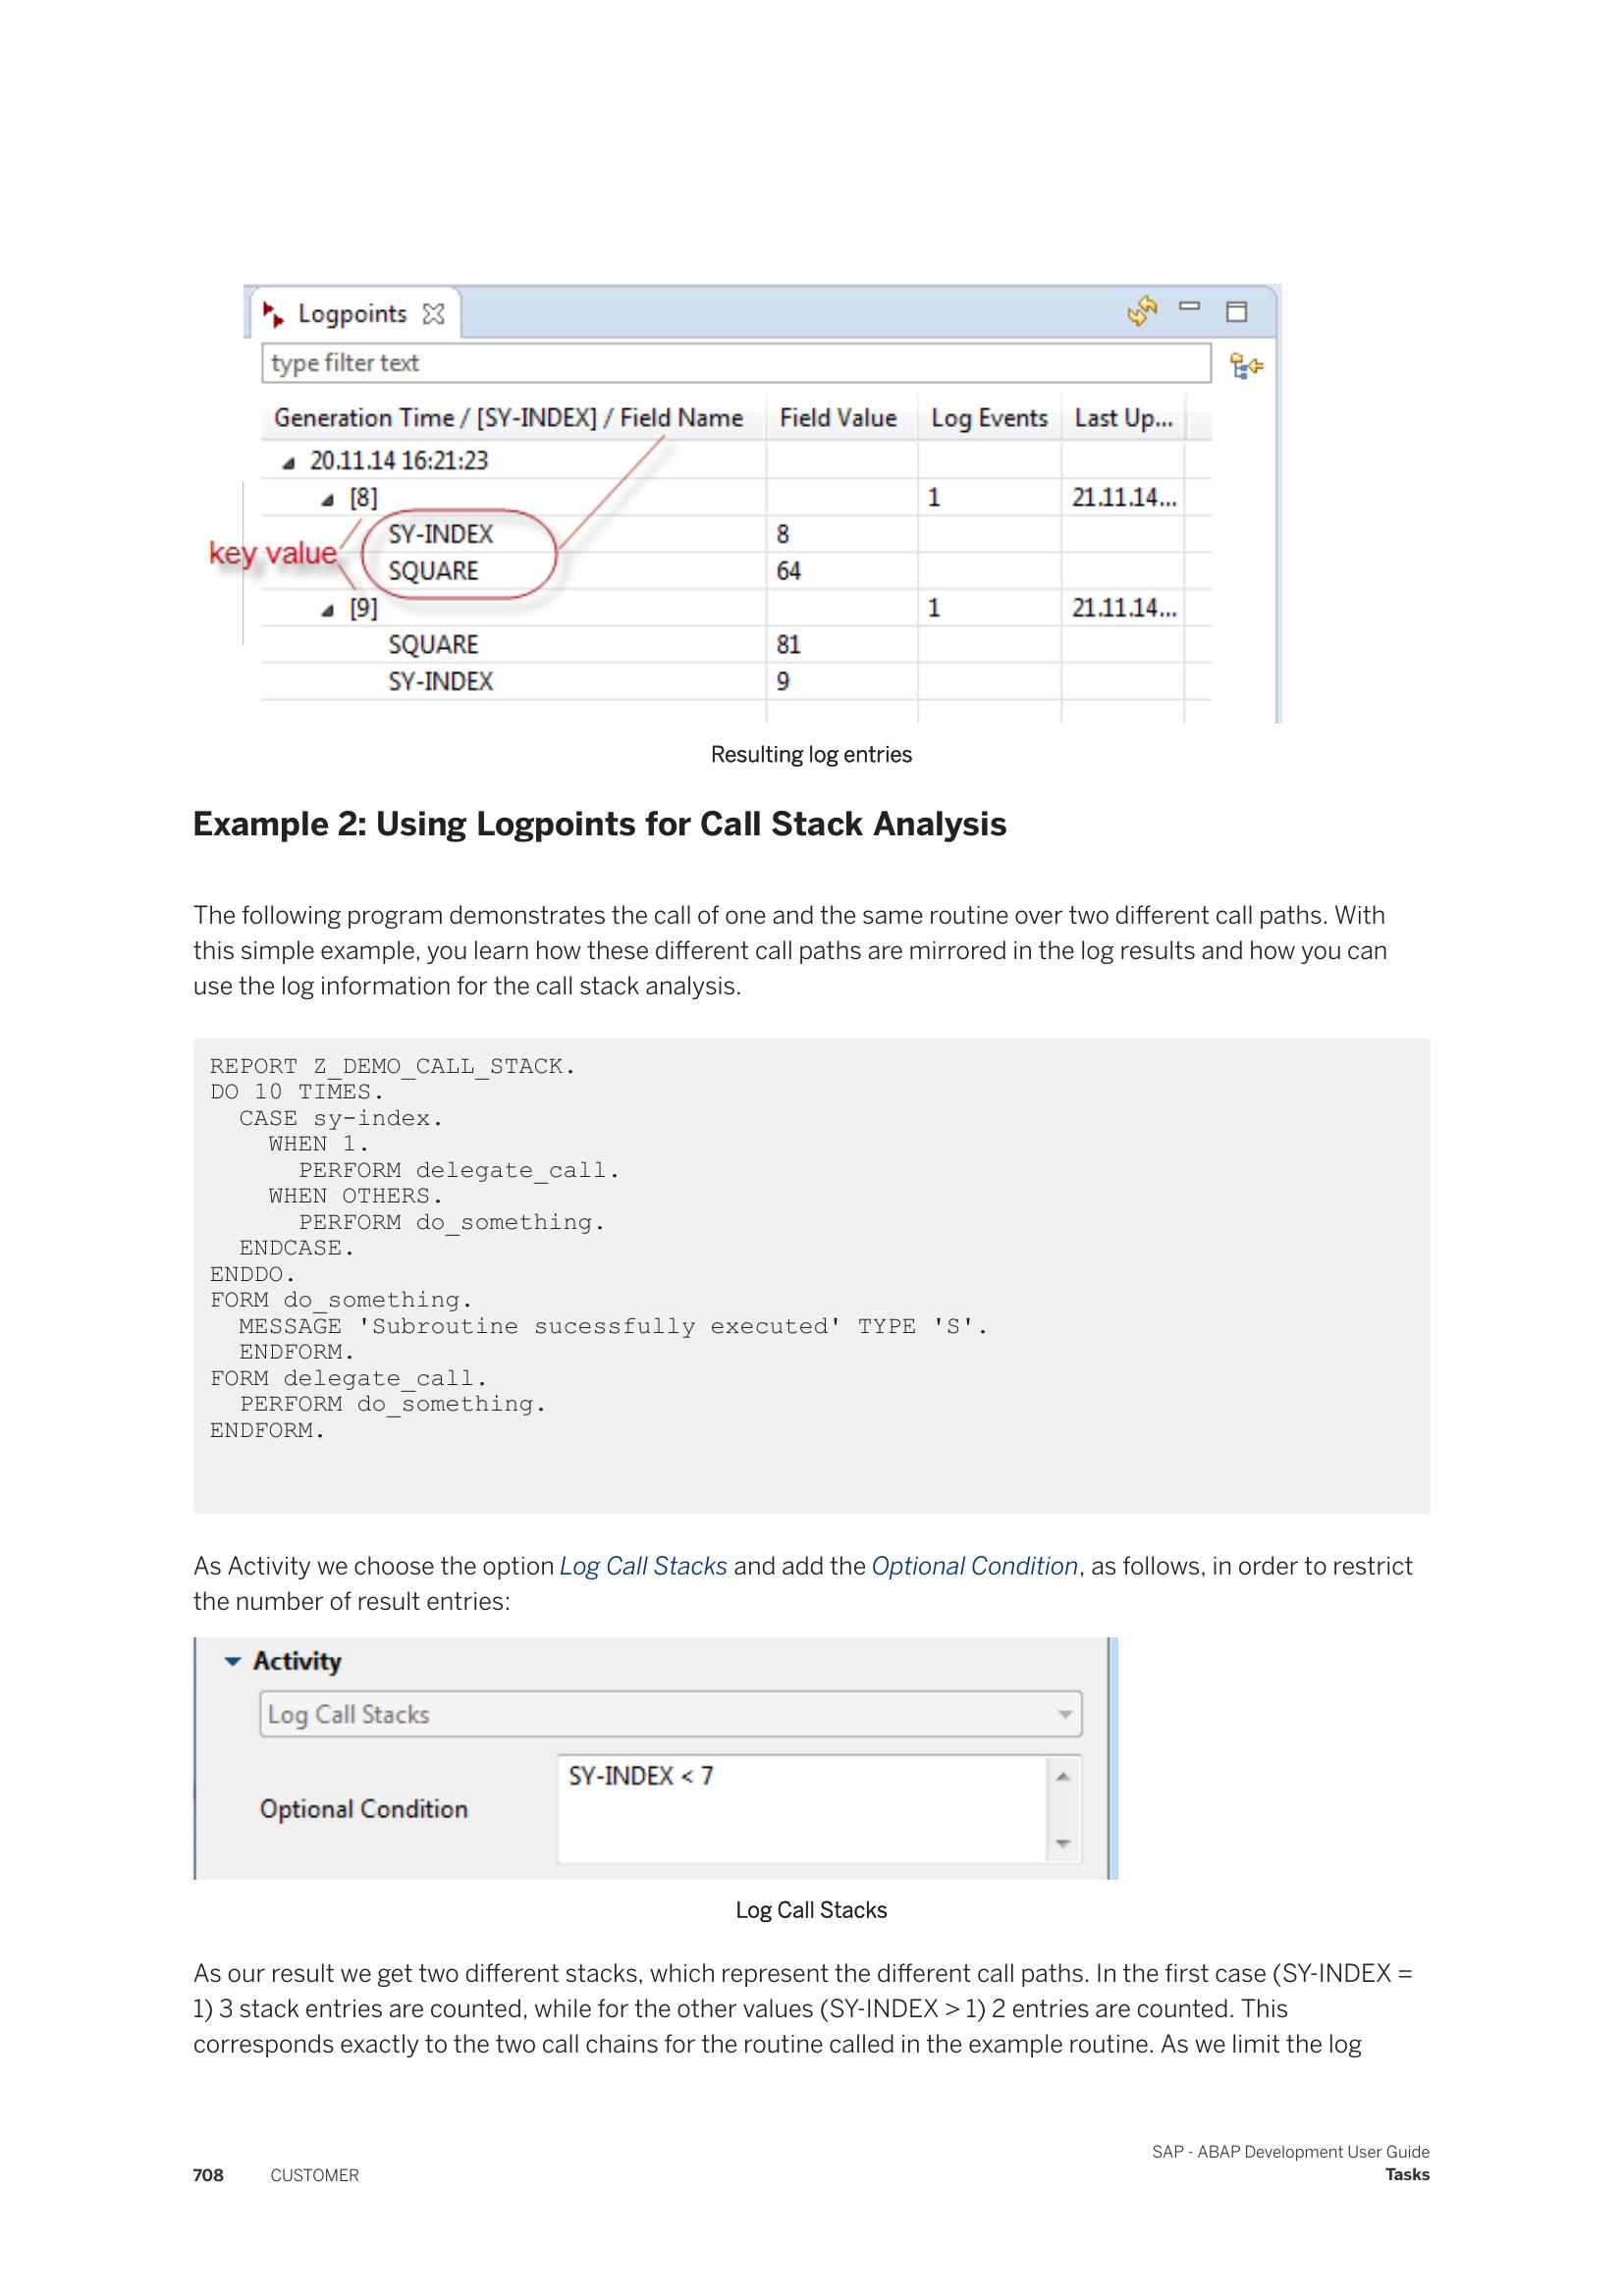 Logpoints
type filter text
Generation Time / [SY-INDEX] / Field Name Field Value Log Events Last Up...
20.11.14 16:21:23
[8] 1 21.11.14...
SY-INDEX 8
key value
SQUARE 64
[9] 1 21.11.14...
SQUARE 81
SY-INDEX 9
Resulting log entries
Example 2: Using Logpoints for Call Stack Analysis
The following program demonstrates the call of one and the same routine over two different call paths. With
this simple example, you learn how these different call paths are mirrored in the log results and how you can
use the log information for the call stack analysis.
REPORT Z_DEMO_CALL_STACK.
DO 10 TIMES.
  CASE sy-index.
    WHEN 1.
      PERFORM delegate_call.
    WHEN OTHERS.
      PERFORM do_something.
  ENDCASE.
ENDDO.
FORM do_something.
  MESSAGE 'Subroutine sucessfully executed' TYPE 'S'.
  ENDFORM.
FORM delegate_call.
  PERFORM do_something.
ENDFORM.
As Activity we choose the option Log Call Stacks and add the Optional Condition, as follows, in order to restrict
the number of result entries:
Activity
Log Call Stacks
SY-INDEX < 7
Optional Condition
Log Call Stacks
As our result we get two different stacks, which represent the different call paths. In the first case (SY-INDEX =
1) 3 stack entries are counted, while for the other values (SY-INDEX > 1) 2 entries are counted. This
corresponds exactly to the two call chains for the routine called in the example routine. As we limit the log
SAP - ABAP Development User Guide
708 CUSTOMER Tasks